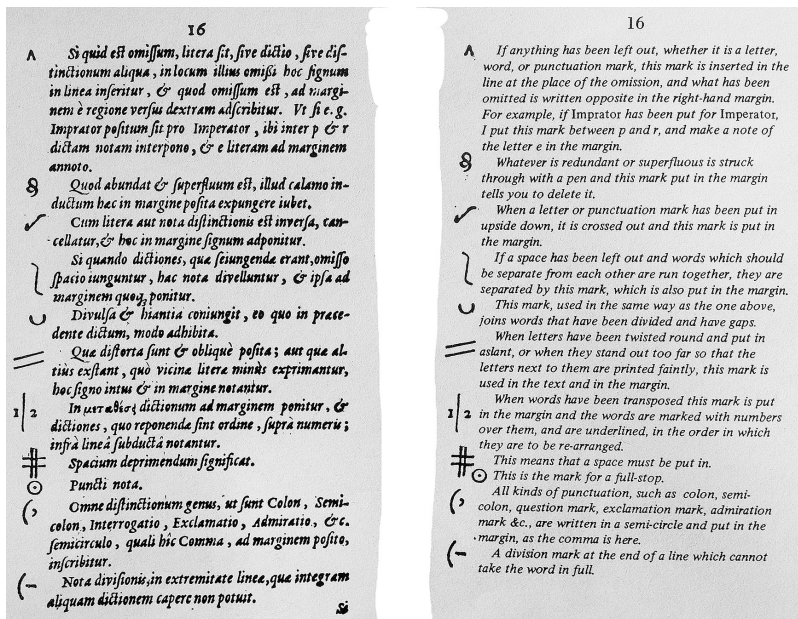 16
Si quid est omissum, litera sit, sive dictio, sive dis-
tinctionum aliqua, in locum illius omissi hoc signum
in linea inseritur, & quod omissum est, ad margi-
nem è regione versus dextram adscribitur. Vt si e. g.
Imprator positum sit pro Imperator, ibi inter p & r
dictam notam interpono, & e literam ad marginem
annoto.
Quod abundat & superfluum est, illud calamo in-
ductum hac in margine posita expungere iubet.
Cum litera aut nota distinctionis est inversa, can-
cellatur, & hoc in margine signum adponitur.
Si quando dictiones, quæ seiungendæ erant, omisso
spacio iunguntur, hac nota divelluntur, & ipsa ad
marginem quoq; ponitur.
Divulsa & hiantia coniungit, eo quo in præce-
dente dictum, modo adhibita.
Quæ distorta sunt & obliquè posita; aut quæ al-
tiùs exstant, quò vicinæ literæ minùs exprimantur,
hoc signo intus & in margine notantur.
1|2 In μεταθέσι dictionum ad marginem ponitur, &
dictiones, quo reponendæ sint ordine, suprà numeris;
infrà lineâ subductâ notantur.
Spacium deprimendum significat.
Puncti nota.
Omne distinctionum genus, ut sunt Colon, Semi-
colon, Interrogatio, Exclamatio, Admiratio, &c.
semicirculo, quali hîc Comma, ad marginem posito,
inscribitur.
Nota divisionis, in extremitate lineæ, quæ integram
aliquam dictionem capere non potuit.
Si
16
If anything has been left out, whether it is a letter,
word, or punctuation mark, this mark is inserted in the
line at the place of the omission, and what has been
omitted is written opposite in the right-hand margin.
For example, if Imprator has been put for Imperator,
I put this mark between p and r, and make a note of
the letter e in the margin.
Whatever is redundant or superfluous is struck
through with a pen and this mark put in the margin
tells you to delete it.
When a letter or punctuation mark has been put in
upside down, it is crossed out and this mark is put in
the margin.
If a space has been left out and words which should
be separate from each other are run together, they are
separated by this mark, which is also put in the margin.
This mark, used in the same way as the one above,
joins words that have been divided and have gaps.
When letters have been twisted round and put in
aslant, or when they stand out too far so that the
letters next to them are printed faintly, this mark is
used in the text and in the margin.
When words have been transposed this mark is put
1|2 in the margin and the words are marked with numbers
over them, and are underlined, in the order in which
they are to be re-arranged.
This means that a space must be put in.
This is the mark for a full-stop.
All kinds of punctuation, such as colon, semi-
colon, question mark, exclamation mark, admiration
mark &c., are written in a semi-circle and put in the
margin, as the comma is here.
A division mark at the end of a line which cannot
take the word in full.